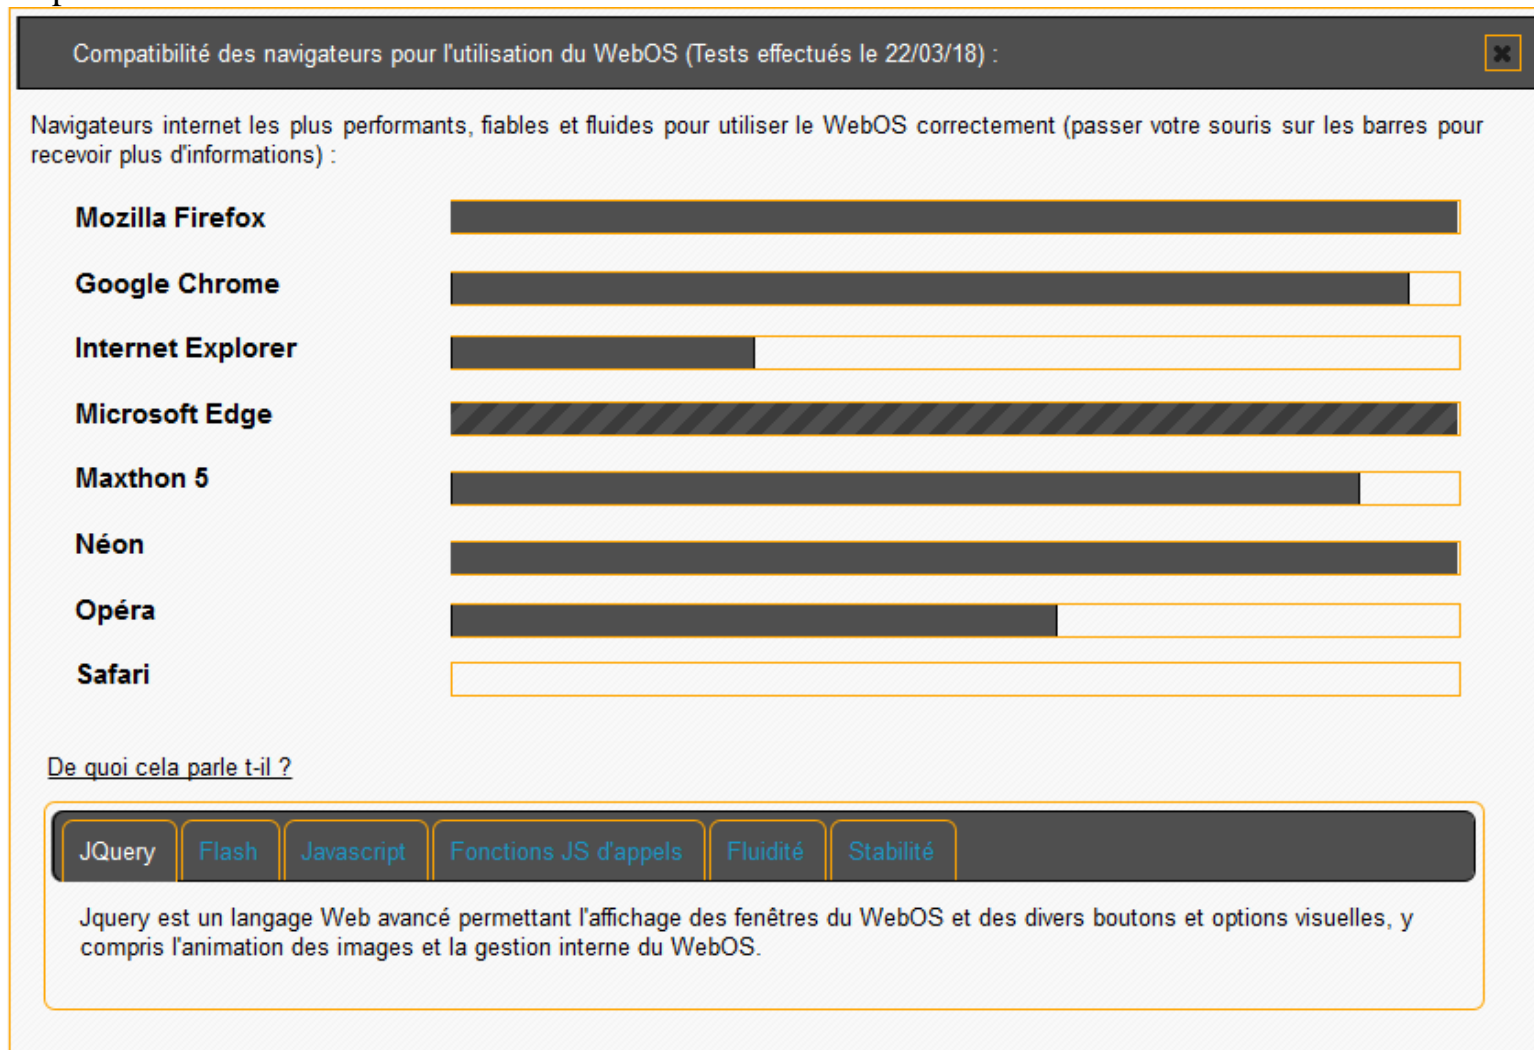 Compatibilité des navigateurs pour l'utilisation du WebOS (Tests effectués le 22/03/18) :
Navigateurs internet les plus performants, fiables et fluides pour utiliser le WebOS correctement (passer votre souris sur les barres pour
recevoir plus d'informations) :
Mozilla Firefox
Google Chrome
Internet Explorer
Microsoft Edge
Maxthon 5
Néon
Opéra
Safari
De quoi cela parle t-il ?
JQuery Flash Javascript Fonctions JS d'appels Fluidité Stabilité
Jquery est un langage Web avancé permettant l'affichage des fenêtres du WebOS et des divers boutons et options visuelles, y
compris l'animation des images et la gestion interne du WebOS.